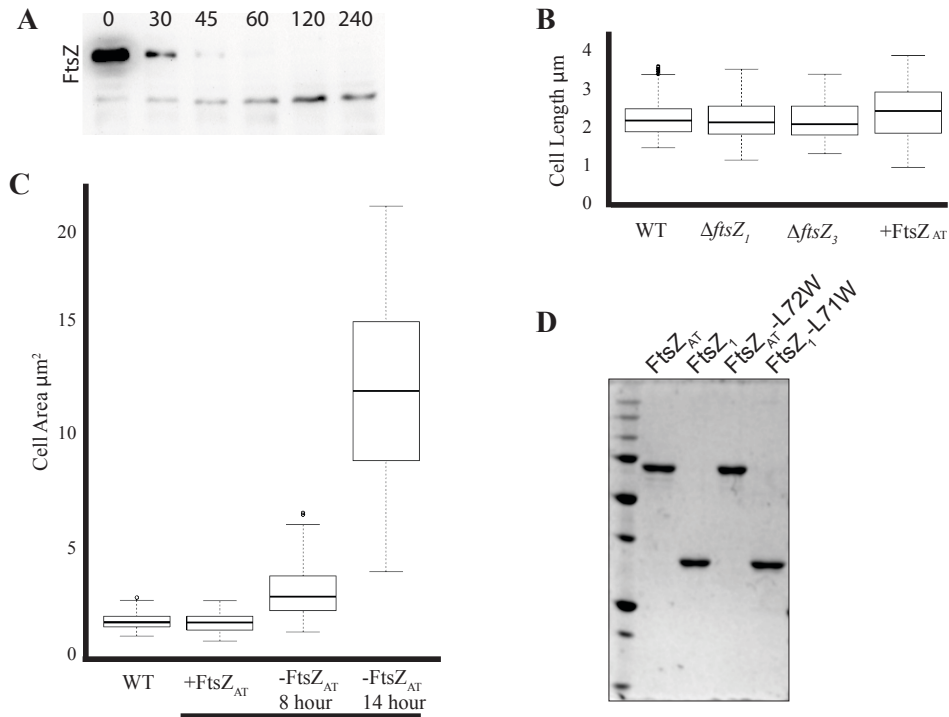 A
0 30 45 60 120 240
FtsZ
B
4
3
2
1
0
Cell Length µm
WT ΔftsZ₁ ΔftsZ₃ +FtsZ AT
C
20
15
10
5
0
Cell Area µm²
WT +FtsZAT -FtsZAT -FtsZAT
8 hour 14 hour
D
FtsZAT
FtsZ₁
FtsZAT-L72W
FtsZ₁-L71W